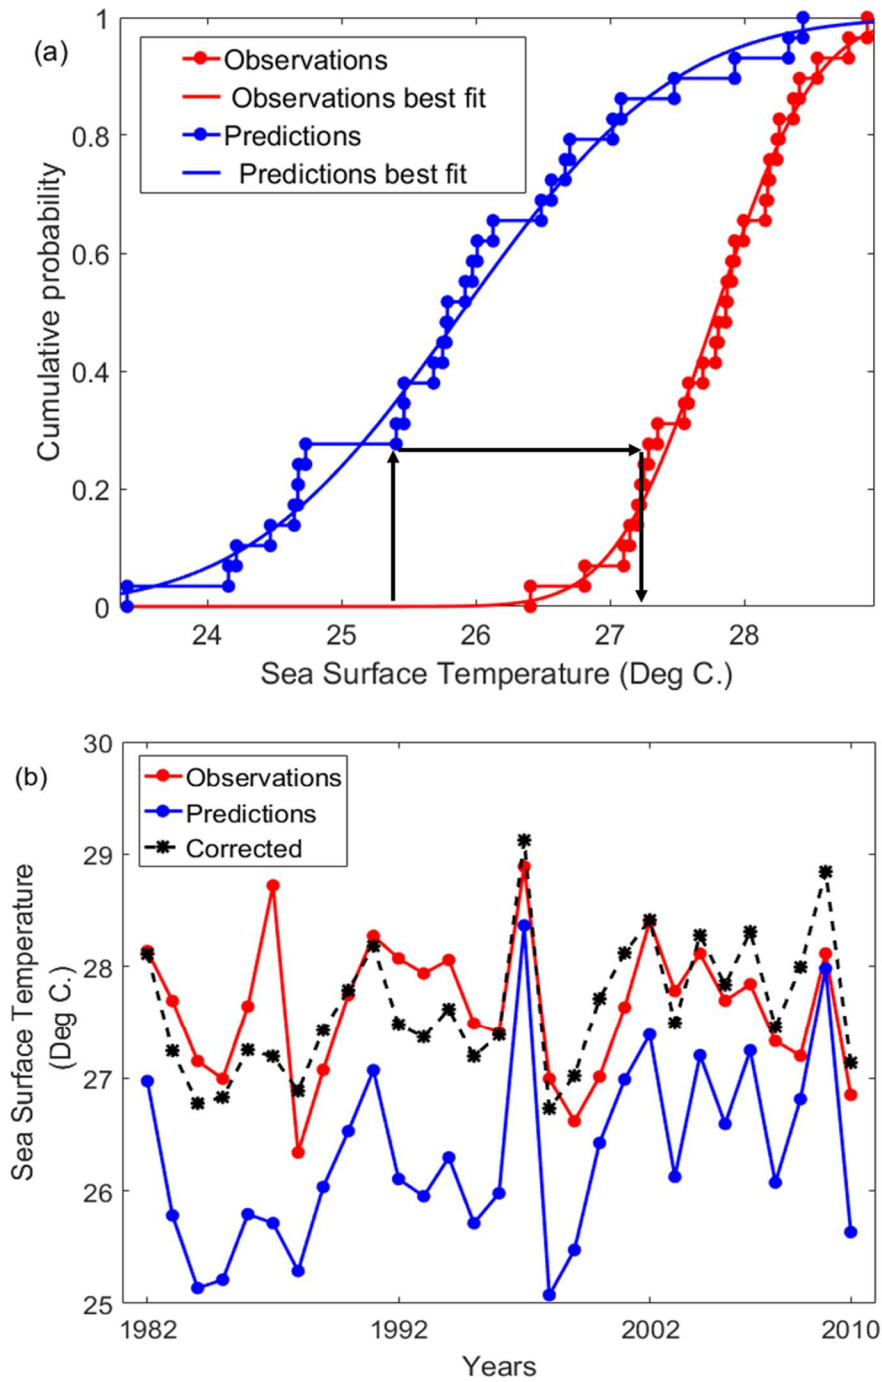 (a)
Observations
Observations best fit
Predictions
Predictions best fit
Cumulative probability
1
0.8
0.6
0.4
0.2
0
24 25 26 27 28
Sea Surface Temperature (Deg C.)
(b)
Observations
Predictions
Corrected
Sea Surface Temperature
(Deg C.)
30
29
28
27
26
25
1982 1992 2002 2010
Years